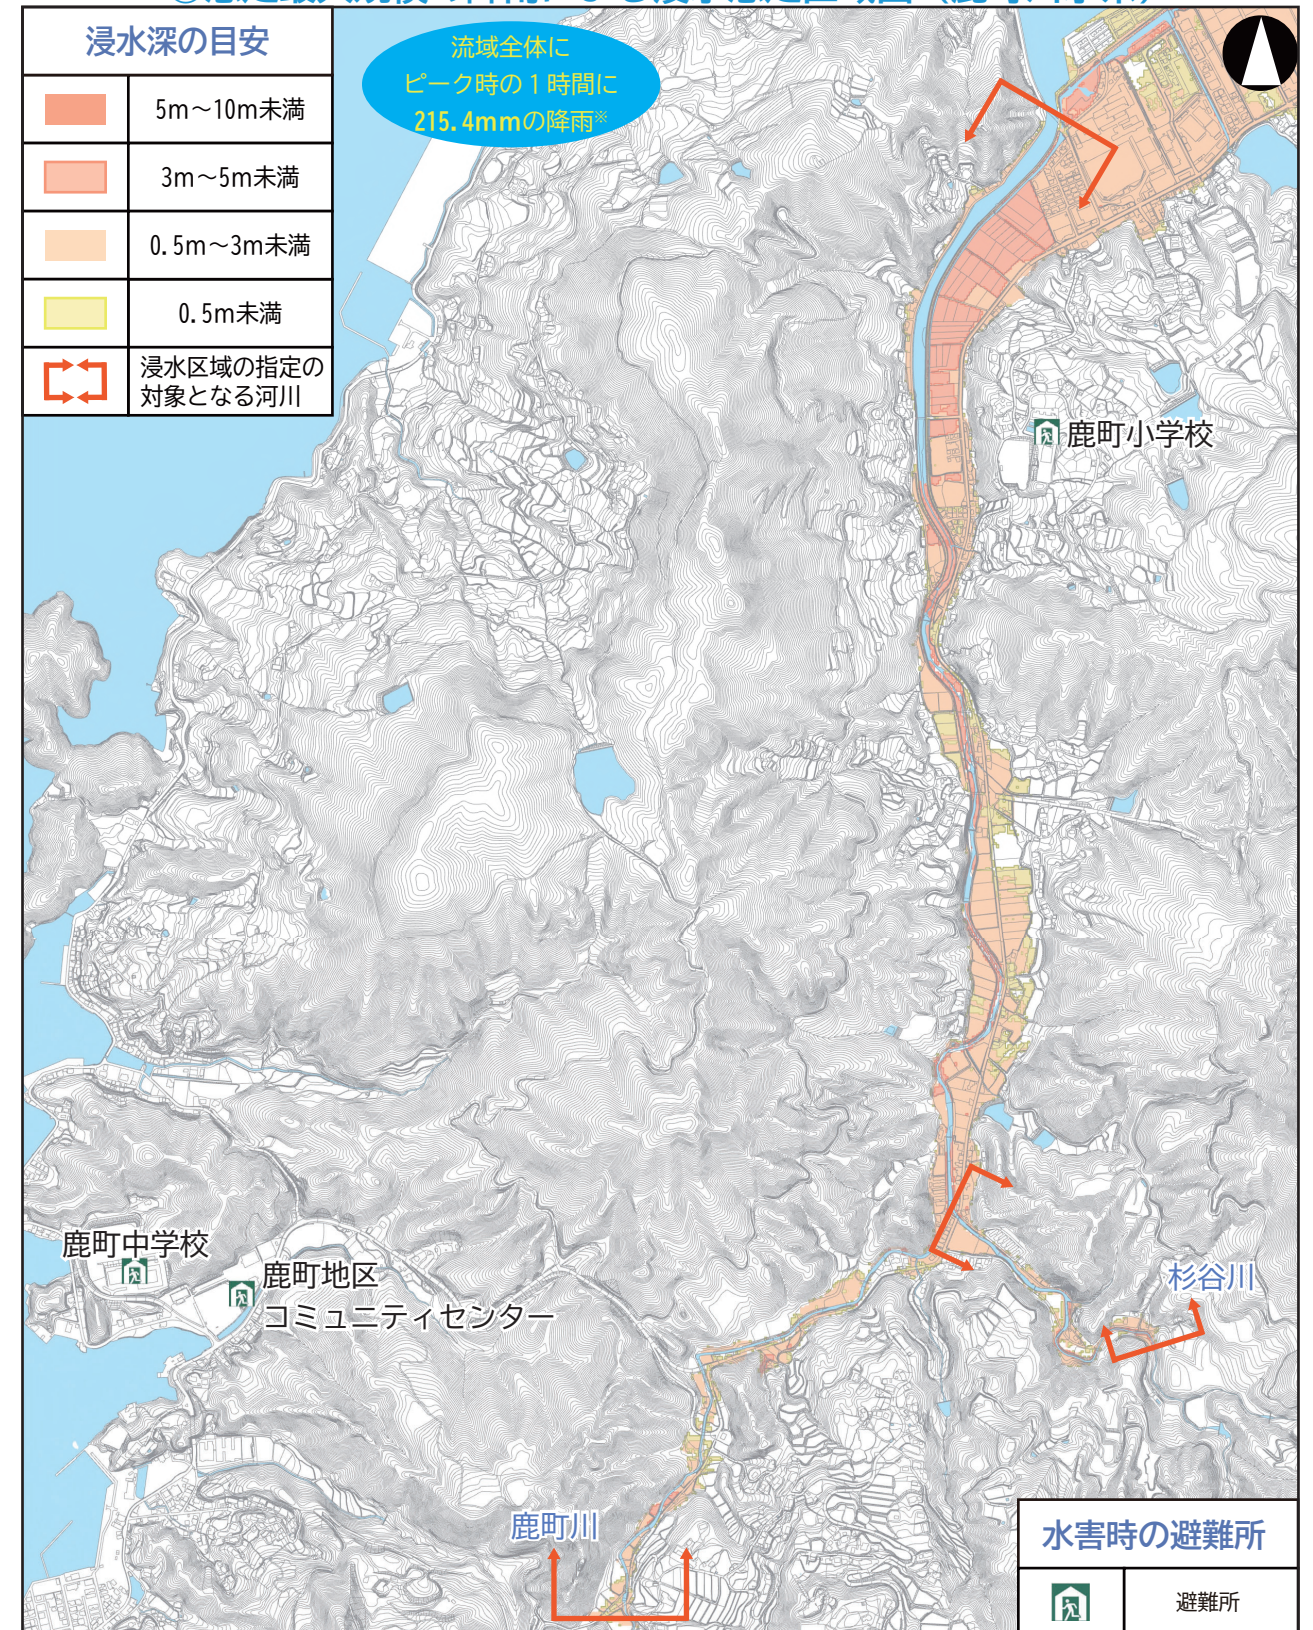 浸水深の目安
5m～10m未満
3m～5m未満
0.5m～3m未満
0.5m未満
浸水区域の指定の
対象となる河川
流域全体に
ピーク時の1時間に
215.4mmの降雨※
鹿町小学校
鹿町中学校
鹿町地区
コミュニティセンター
杉谷川
鹿町川
水害時の避難所
避難所